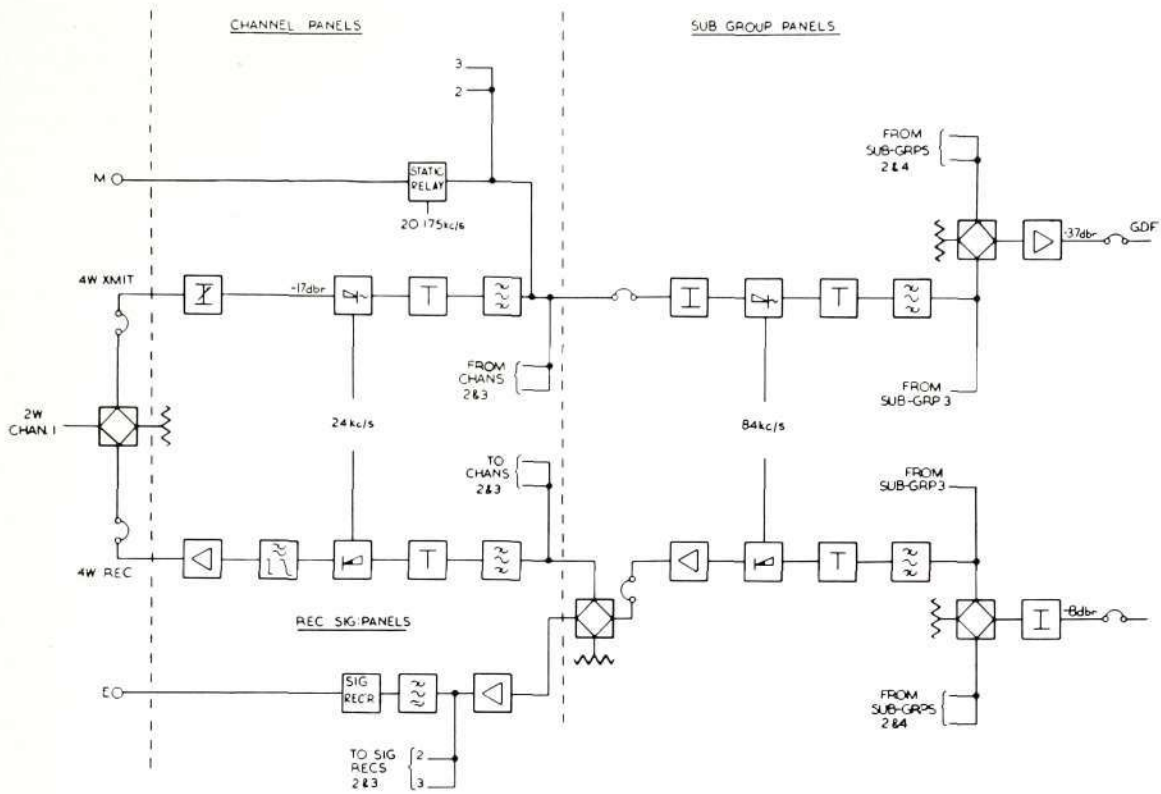 CHANNEL PANELS
SUB GROUP PANELS
3
2
M
STATIC
RELAY
20.175kc/s
FROM
SUB-GRPS
2&4
-37dbr
G.D.F
4W XMIT
-17dbr
T
T
FROM
CHANS
2&3
FROM
SUB-GRP 3
2W
CHAN. 1
24kc/s
84kc/s
TO
CHANS
2&3
FROM
SUB-GRP 3
4W REC
T
T
REC SIG: PANELS
-8dbr
E
SIG
REC'R
FROM
SUB-GRPS
2&4
TO SIG
RECS
2&3
2
3